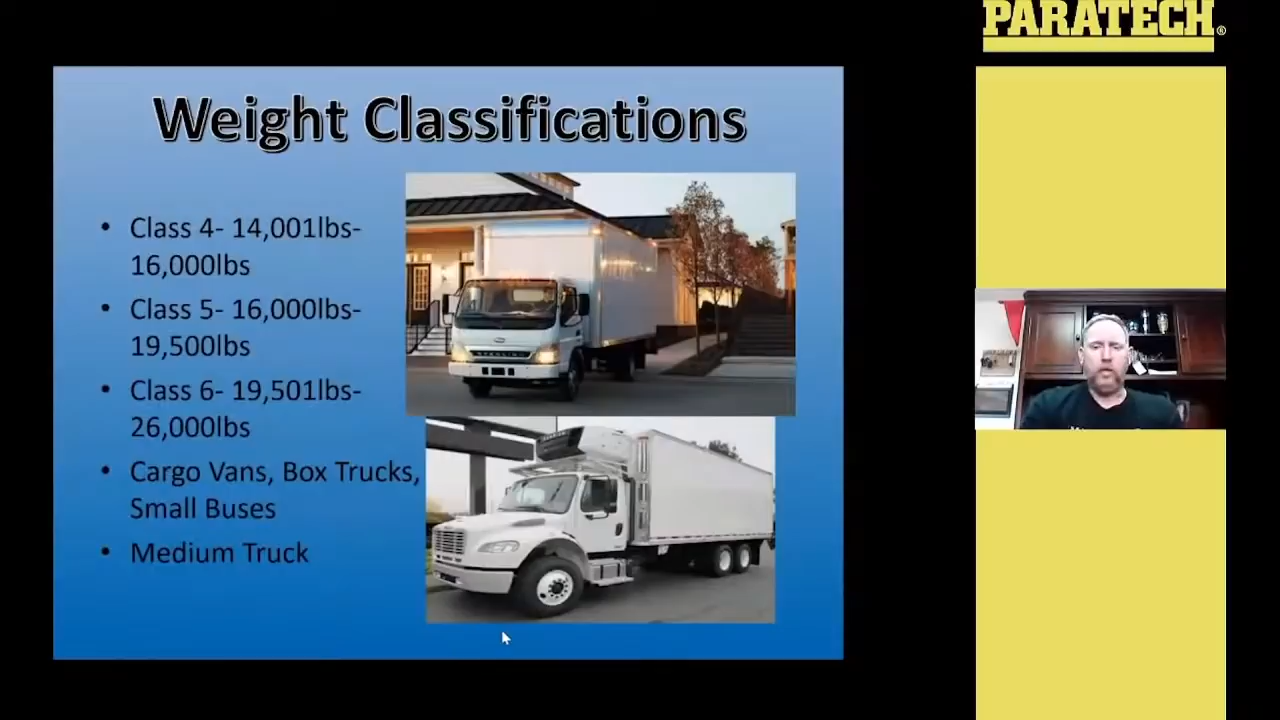 PARATECH®
Weight Classifications
• Class 4- 14,001lbs-
16,000lbs
• Class 5- 16,000lbs-
19,500lbs
• Class 6- 19,501lbs-
26,000lbs
• Cargo Vans, Box Trucks,
Small Buses
• Medium Truck
STERLING